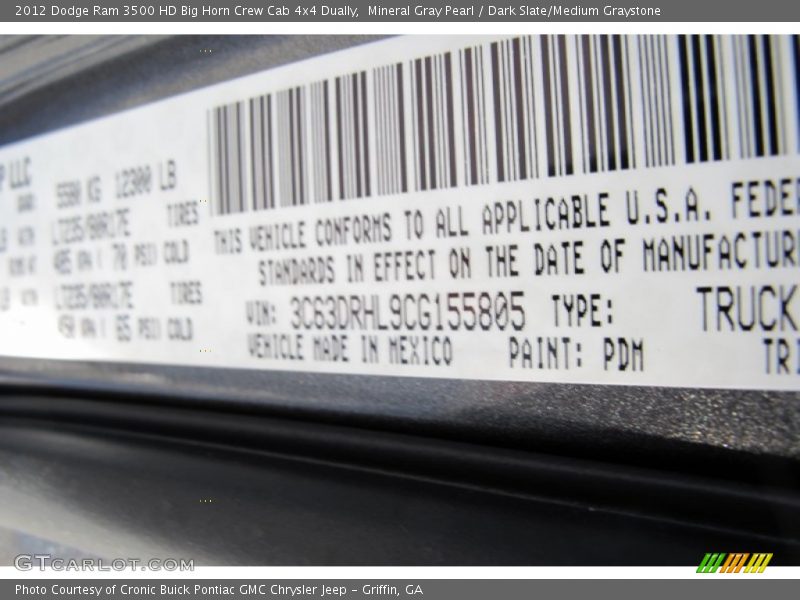 2012 Dodge Ram 3500 HD Big Horn Crew Cab 4x4 Dually,  Mineral Gray Pearl / Dark Slate/Medium Graystone
LLC
5580 KG 12300 LB
LT235/80R17E TIRES
485 KPA ( 70 PSI) COLD
LT235/80R17E TIRES
450 KPA ( 65 PSI) COLD
THIS VEHICLE CONFORMS TO ALL APPLICABLE U.S.A. FEDER
STANDARDS IN EFFECT ON THE DATE OF MANUFACTURE
VIN: 3C63DRHL9CG155805 TYPE: TRUCK
VEHICLE MADE IN MEXICO PAINT: PDM TRI
GTcarlot.com
Photo Courtesy of Cronic Buick Pontiac GMC Chrysler Jeep - Griffin, GA